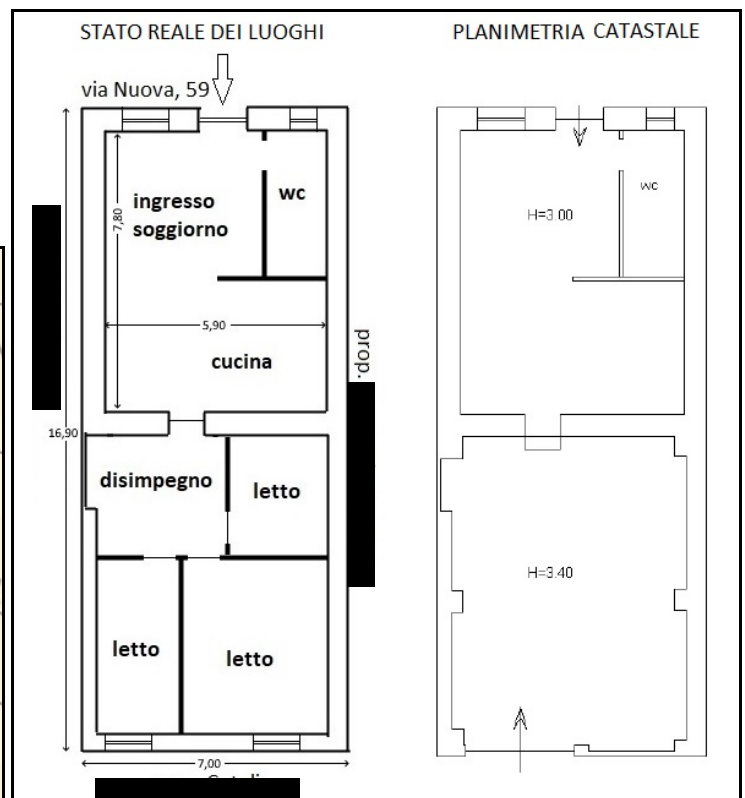 STATO REALE DEI LUOGHI
PLANIMETRIA CATASTALE
via Nuova, 59
ingresso
soggiorno
wc
7,80
5,90
cucina
prop.
16,90
disimpegno
letto
letto
letto
7,00
H=3.00
wc
H=3.40